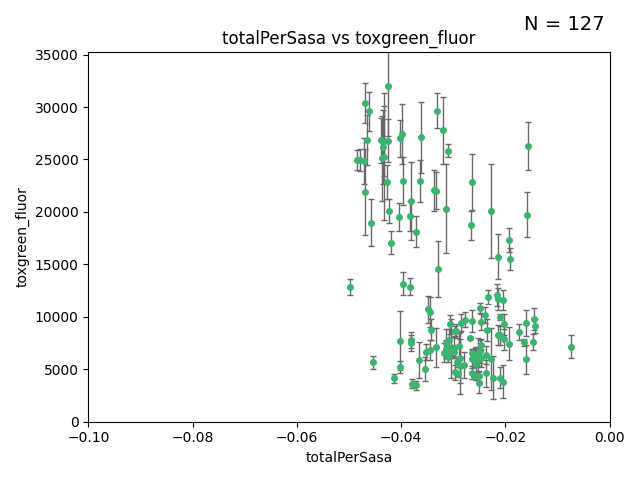 N = 127
totalPerSasa vs toxgreen_fluor
toxgreen_fluor
35000
30000
25000
20000
15000
10000
5000
0
−0.10 −0.08 −0.06 −0.04 −0.02 0.00
totalPerSasa